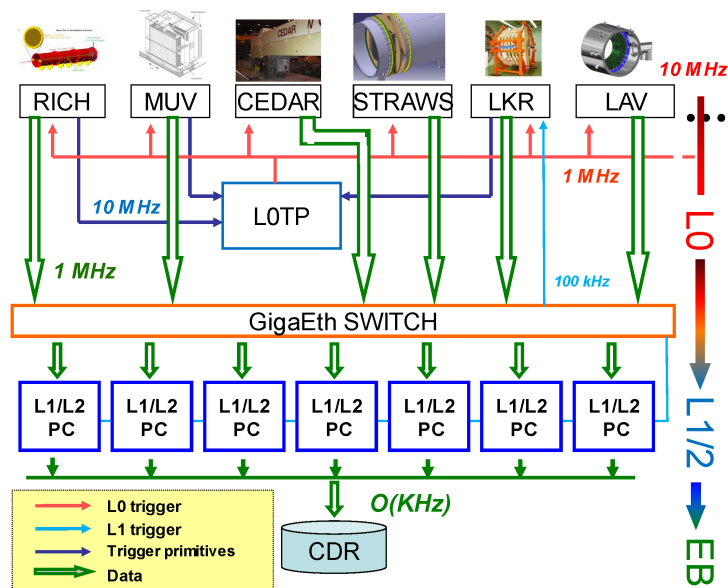 CEDAR
10 MHz
RICH
MUV
CEDAR
STRAWS
LKR
LAV
1 MHz
10 MHz
L0TP
L0
1 MHz
100 kHz
GigaEth SWITCH
L1/L2
PC
L1/L2
PC
L1/L2
PC
L1/L2
PC
L1/L2
PC
L1/L2
PC
L1/L2
PC
L1/2
O(KHz)
CDR
EB
L0 trigger
L1 trigger
Trigger primitives
Data